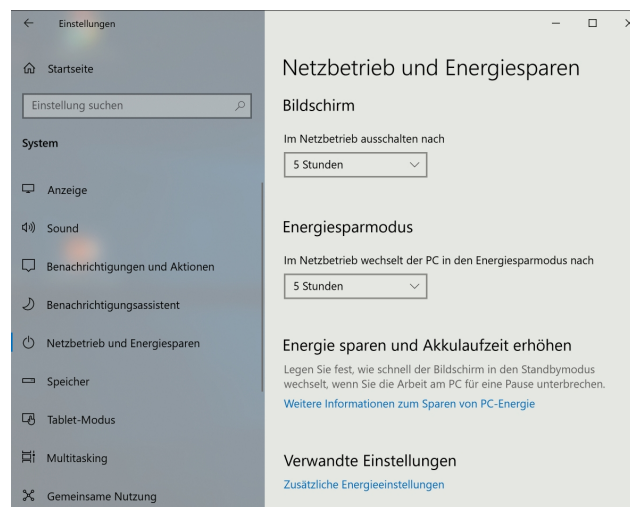 Einstellungen
Startseite
Einstellung suchen
System
Anzeige
Sound
Benachrichtigungen und Aktionen
Benachrichtigungsassistent
Netzbetrieb und Energiesparen
Speicher
Tablet-Modus
Multitasking
Gemeinsame Nutzung
Netzbetrieb und Energiesparen
Bildschirm
Im Netzbetrieb ausschalten nach
5 Stunden
Energiesparmodus
Im Netzbetrieb wechselt der PC in den Energiesparmodus nach
5 Stunden
Energie sparen und Akkulaufzeit erhöhen
Legen Sie fest, wie schnell der Bildschirm in den Standbymodus
wechselt, wenn Sie die Arbeit am PC für eine Pause unterbrechen.
Weitere Informationen zum Sparen von PC-Energie
Verwandte Einstellungen
Zusätzliche Energieeinstellungen